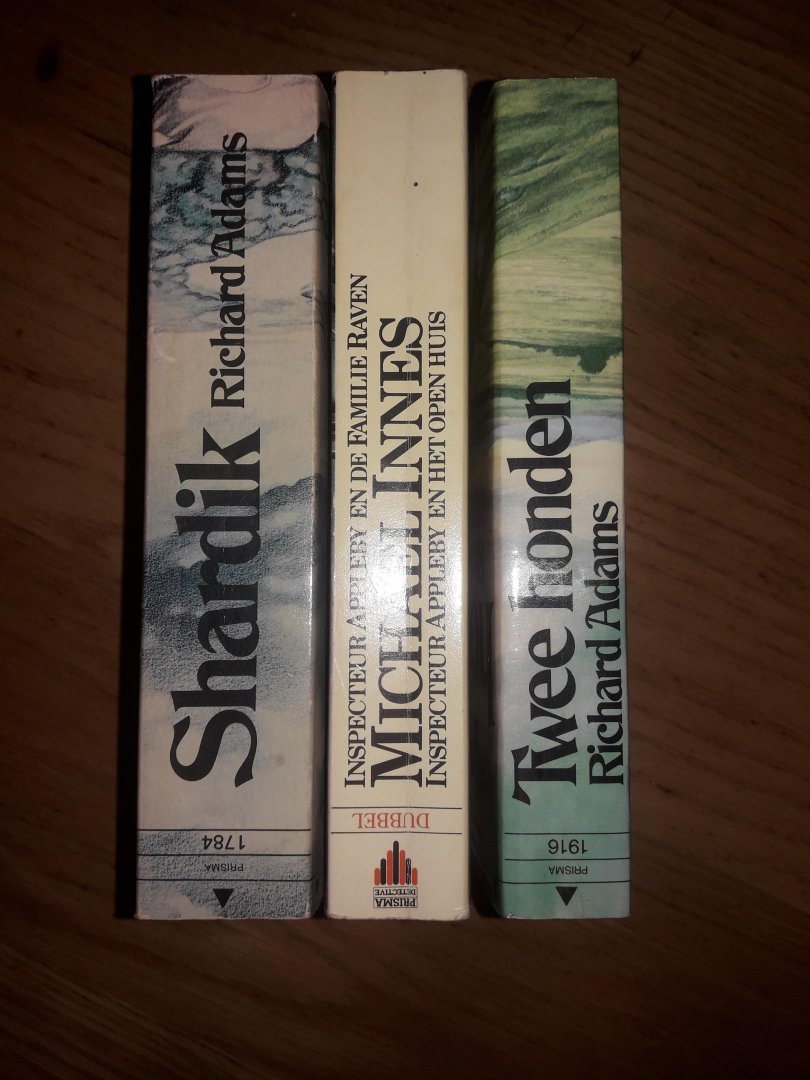 Shardik
Richard Adams
1784
PRISMA
INSPECTEUR APPLEBY EN DE FAMILIE RAVEN
MICHAEL INNES
INSPECTEUR APPLEBY EN HET OPEN HUIS
DUBBEL
PRISMA
DETECTIVE
Twee honden
Richard Adams
1916
PRISMA